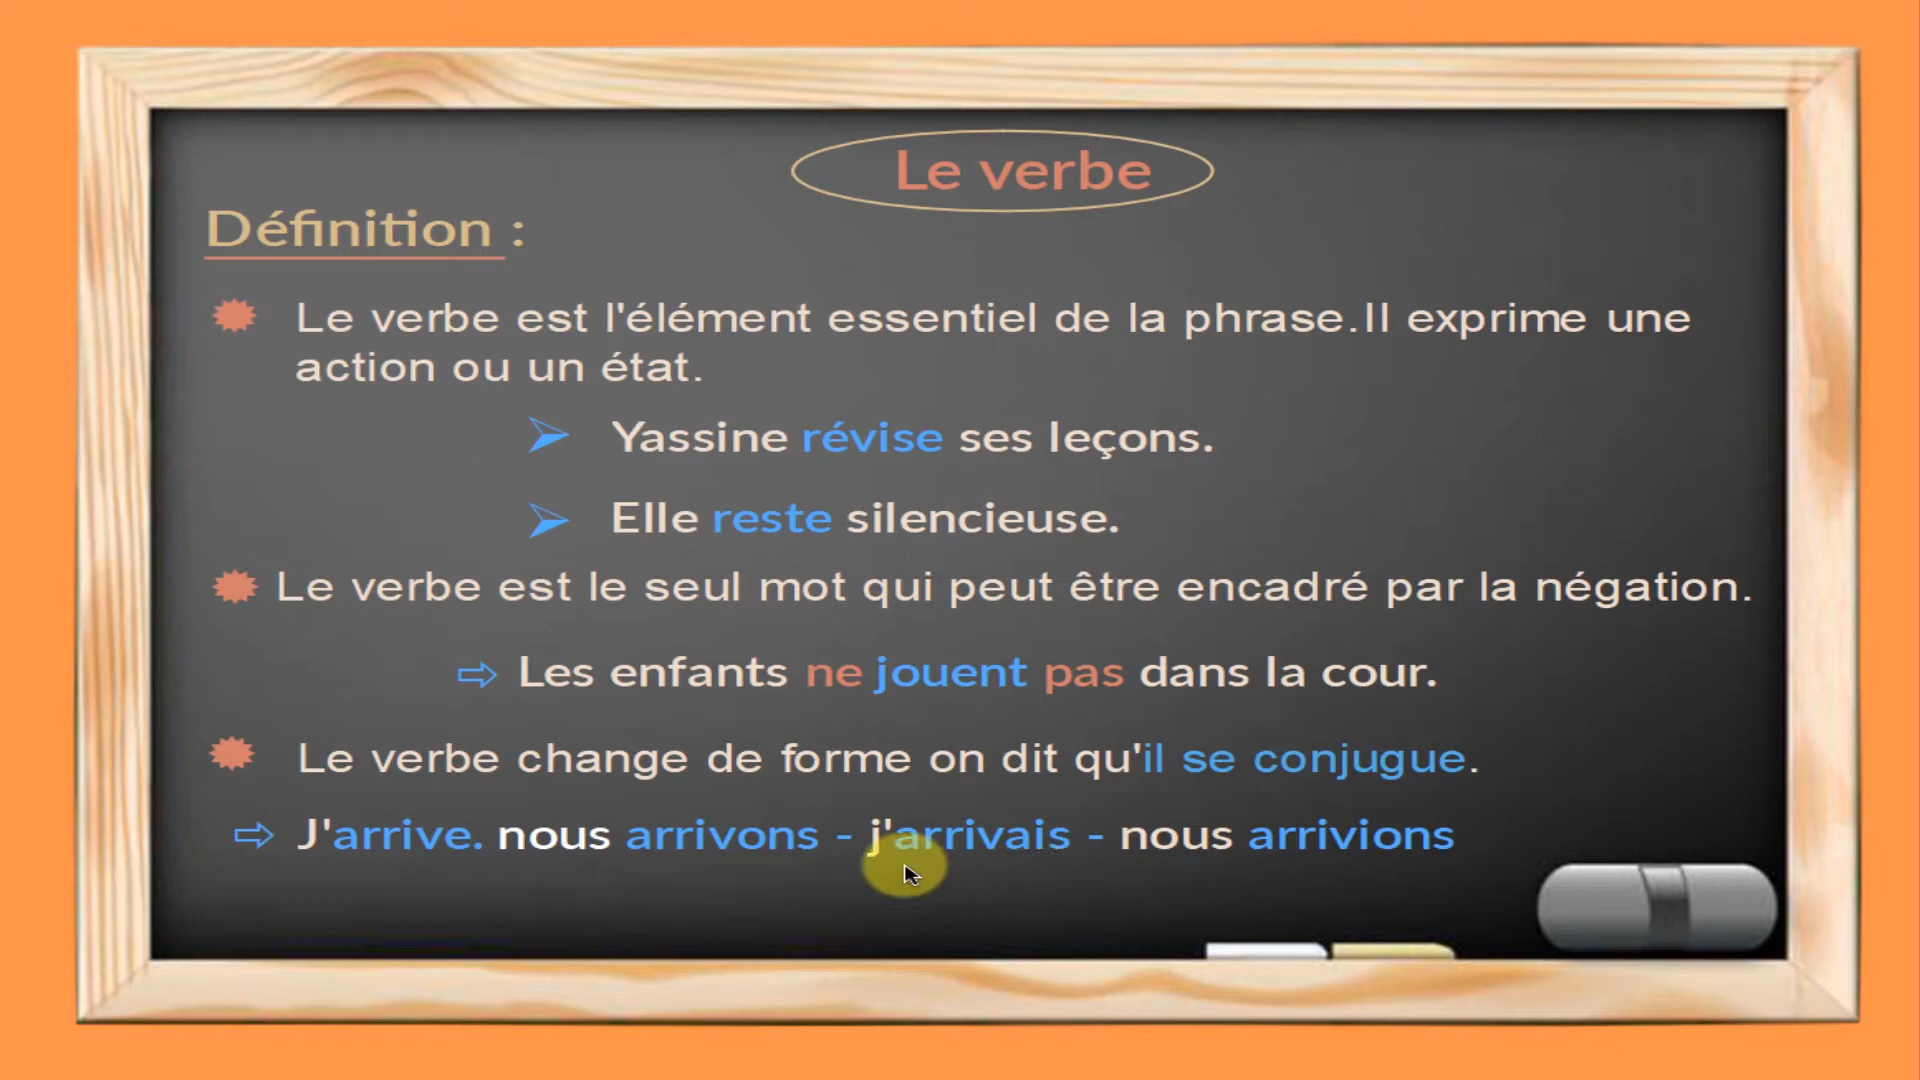 Le verbe
Définition :
Le verbe est l'élément essentiel de la phrase.Il exprime une
action ou un état.
Yassine révise ses leçons.
Elle reste silencieuse.
Le verbe est le seul mot qui peut être encadré par la négation.
Les enfants ne jouent pas dans la cour.
Le verbe change de forme on dit qu'il se conjugue.
J'arrive. nous arrivons - j'arrivais - nous arrivions